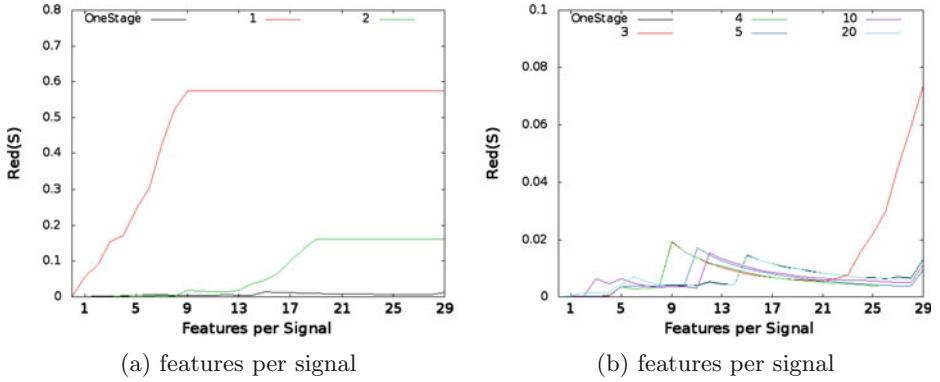 OneStage 1 2
Red(S)
0.8
0.7
0.6
0.5
0.4
0.3
0.2
0.1
0
1 5 9 13 17 21 25 29
Features per Signal
(a) features per signal
OneStage 4 10
3 5 20
Red(S)
0.1
0.08
0.06
0.04
0.02
0
1 5 9 13 17 21 25 29
Features per Signal
(b) features per signal